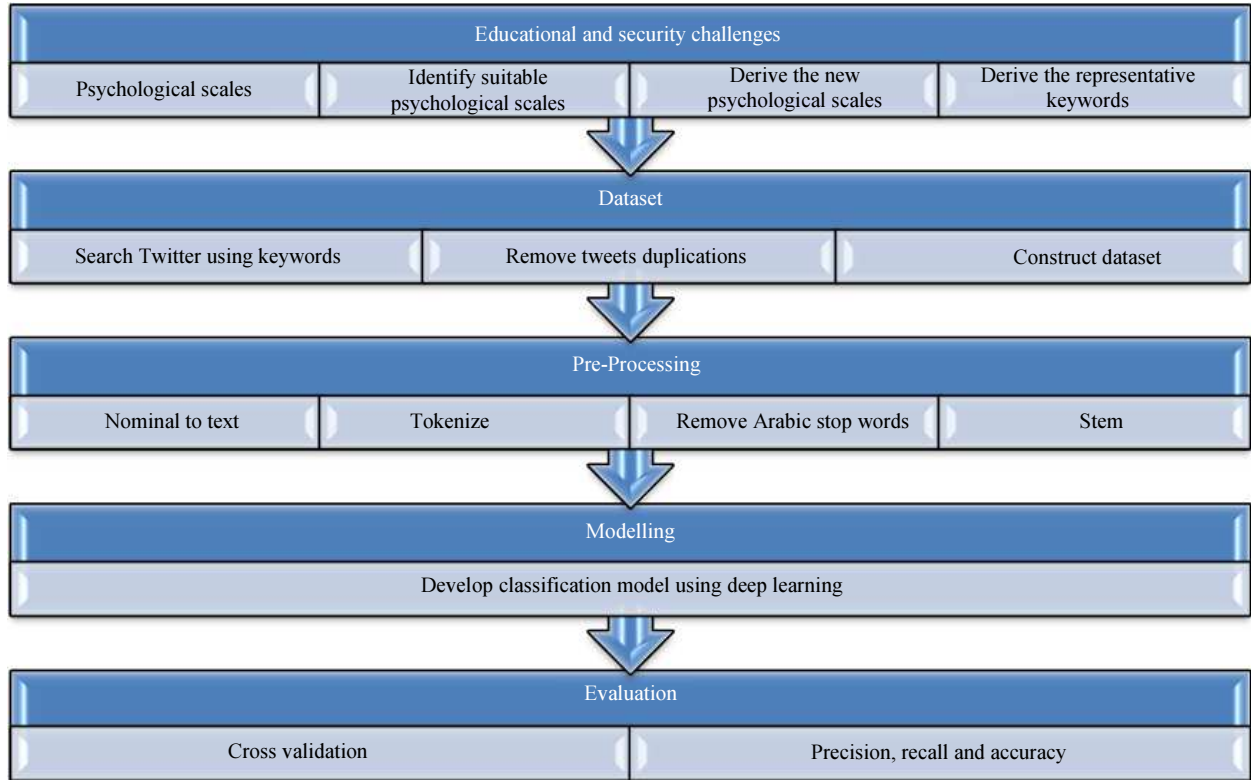 Educational and security challenges
Psychological scales
Identify suitable
psychological scales
Derive the new
psychological scales
Derive the representative
keywords
Dataset
Search Twitter using keywords
Remove tweets duplications
Construct dataset
Pre-Processing
Nominal to text
Tokenize
Remove Arabic stop words
Stem
Modelling
Develop classification model using deep learning
Evaluation
Cross validation
Precision, recall and accuracy